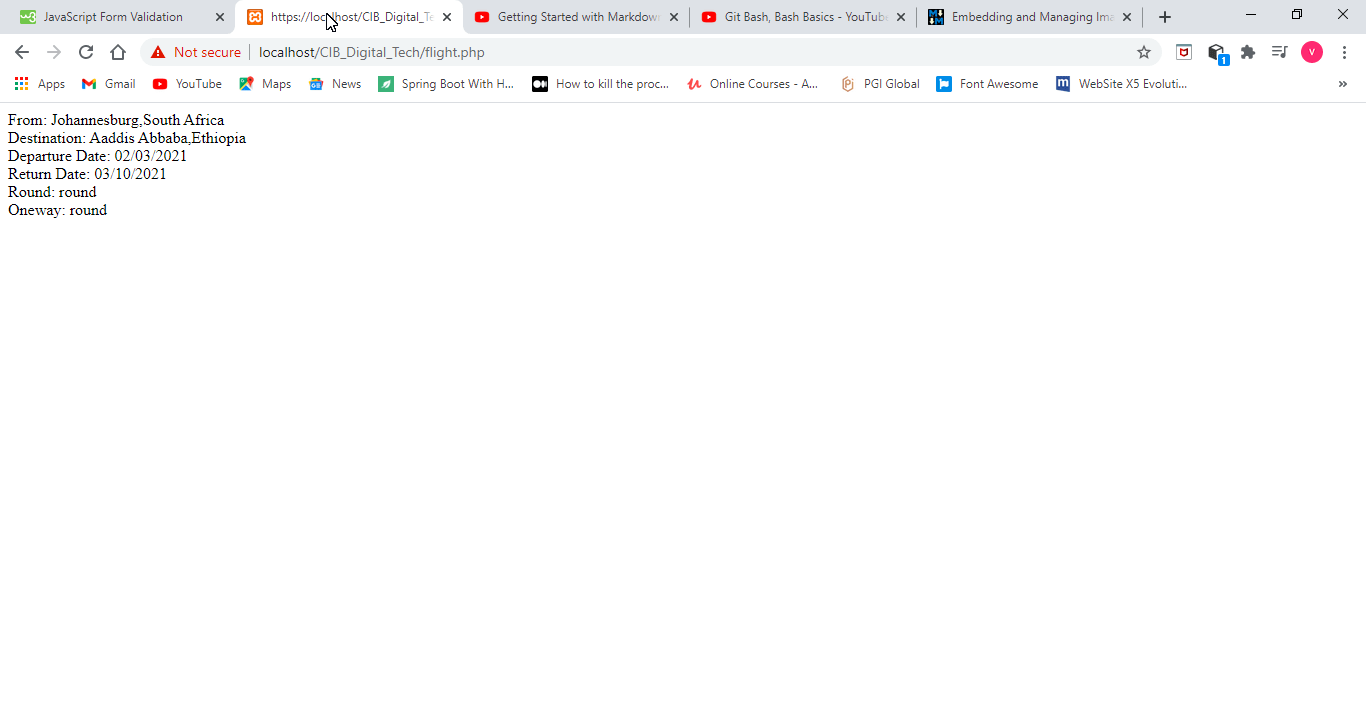 JavaScript Form Validation
https://localhost/CIB_Digital_Te
Getting Started with Markdown
Git Bash, Bash Basics - YouTube
Embedding and Managing Ima
Not secure
localhost/CIB_Digital_Tech/flight.php
1
V
Apps
Gmail
YouTube
Maps
News
Spring Boot With H...
How to kill the proc...
Online Courses - A...
PGI Global
Font Awesome
WebSite X5 Evoluti...
»
From: Johannesburg,South Africa
Destination: Aaddis Abbaba,Ethiopia
Departure Date: 02/03/2021
Return Date: 03/10/2021
Round: round
Oneway: round